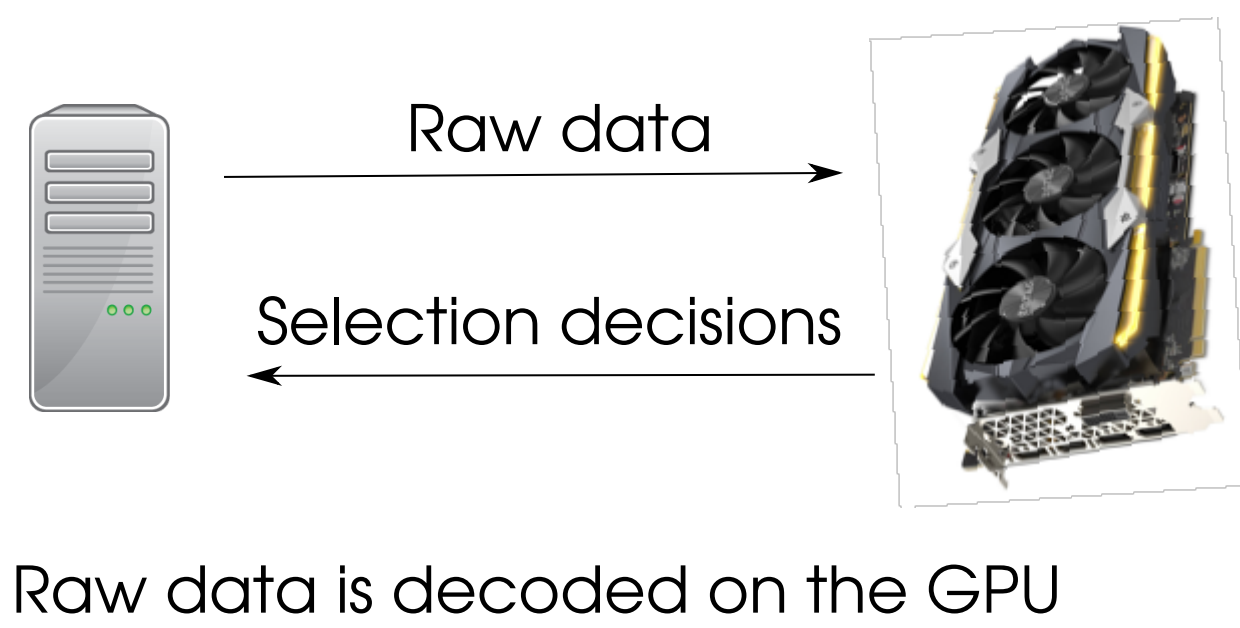 Raw data
Selection decisions
Raw data is decoded on the GPU